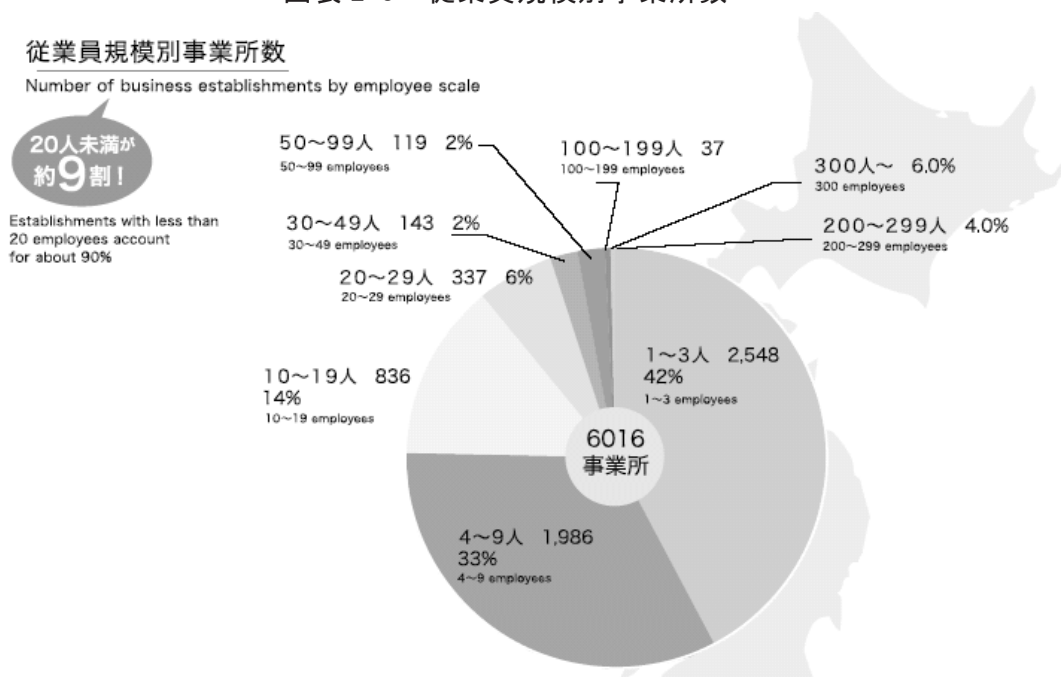 従業員規模別事業所数
Number of business establishments by employee scale
20人未満が
約9割!
Establishments with less than
20 employees account
for about 90%
50～99人 119 2%
50～99 employees
100～199人 37
100～199 employees
300人～ 6.0%
300 employees
30～49人 143 2%
30～49 employees
200～299人 4.0%
200～299 employees
20～29人 337 6%
20～29 employees
1～3人 2,548
42%
1～3 employees
10～19人 836
14%
10～19 employees
6016
事業所
4～9人 1,986
33%
4～9 employees